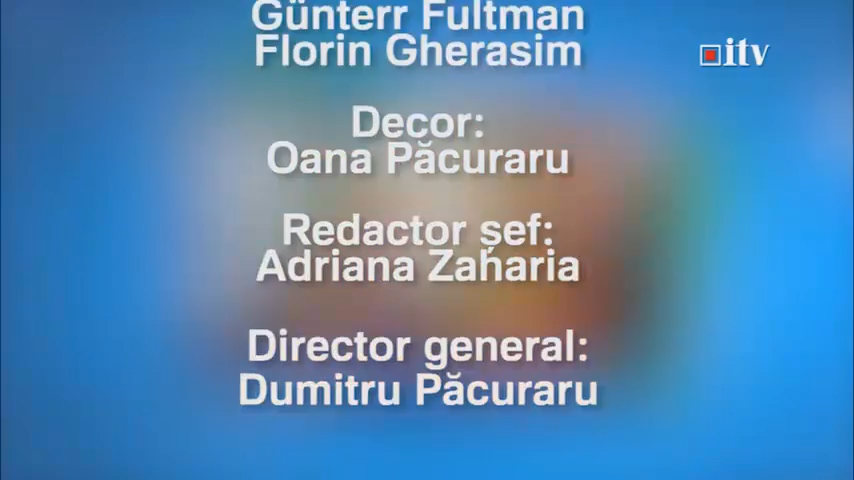 Günterr Fultman
Florin Gherasim
itv
Decor:
Oana Păcuraru
Redactor șef:
Adriana Zaharia
Director general:
Dumitru Păcuraru